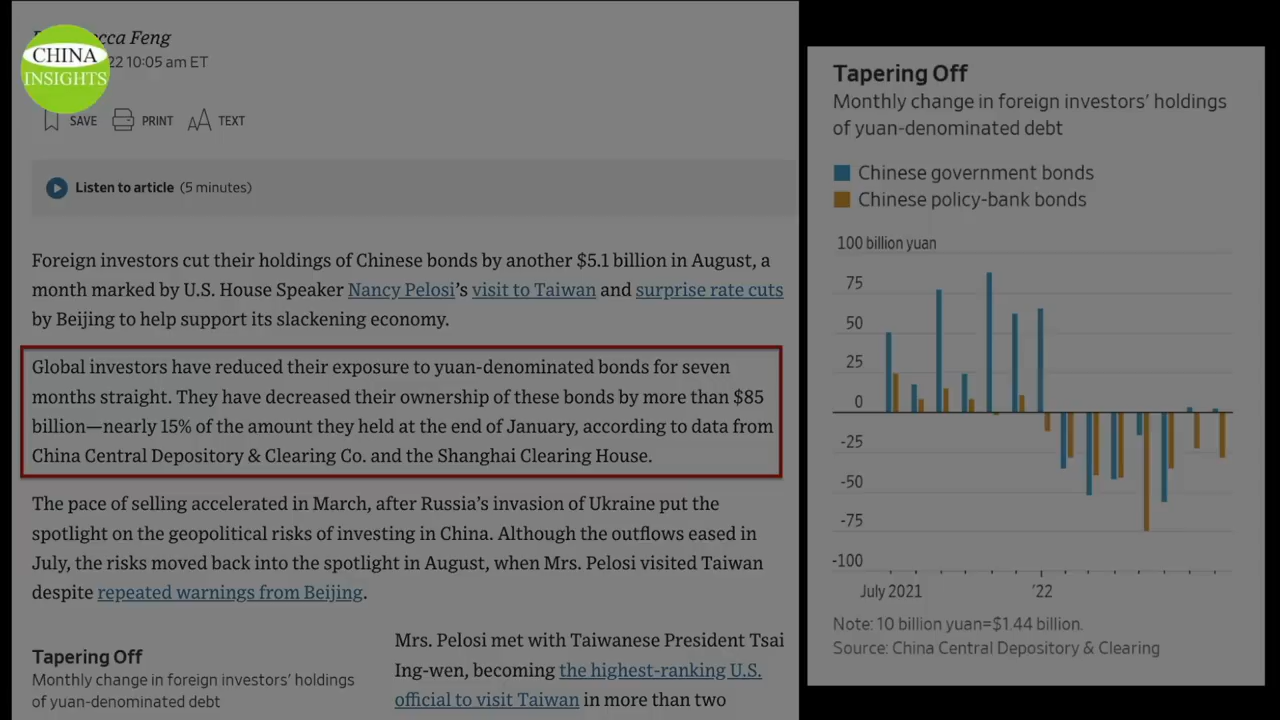 CHINA
INSIGHTS
cca Feng
22 10:05 am ET
SAVE PRINT AA TEXT
Listen to article (5 minutes)
Foreign investors cut their holdings of Chinese bonds by another $5.1 billion in August, a
month marked by U.S. House Speaker Nancy Pelosi's visit to Taiwan and surprise rate cuts
by Beijing to help support its slackening economy.
Global investors have reduced their exposure to yuan-denominated bonds for seven
months straight. They have decreased their ownership of these bonds by more than $85
billion—nearly 15% of the amount they held at the end of January, according to data from
China Central Depository & Clearing Co. and the Shanghai Clearing House.
The pace of selling accelerated in March, after Russia's invasion of Ukraine put the
spotlight on the geopolitical risks of investing in China. Although the outflows eased in
July, the risks moved back into the spotlight in August, when Mrs. Pelosi visited Taiwan
despite repeated warnings from Beijing.
Tapering Off
Monthly change in foreign investors' holdings
of yuan-denominated debt
Mrs. Pelosi met with Taiwanese President Tsai
Ing-wen, becoming the highest-ranking U.S.
official to visit Taiwan in more than two
Tapering Off
Monthly change in foreign investors' holdings
of yuan-denominated debt
Chinese government bonds
Chinese policy-bank bonds
100 billion yuan
75
50
25
0
-25
-50
-75
-100
July 2021 '22
Note: 10 billion yuan=$1.44 billion.
Source: China Central Depository & Clearing